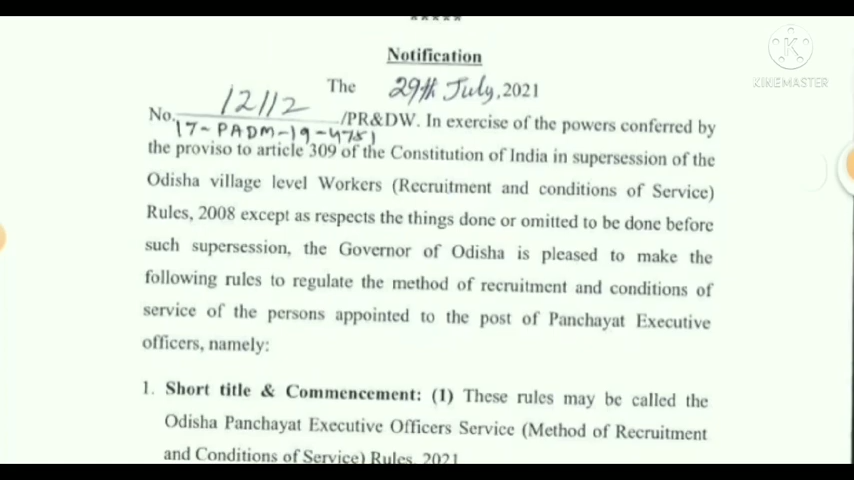 *****
Notification
The 29th July, 2021
No. 12112 /PR&DW. In exercise of the powers conferred by
17-PADM-19-4751
the proviso to article 309 of the Constitution of India in supersession of the
Odisha village level Workers (Recruitment and conditions of Service)
Rules, 2008 except as respects the things done or omitted to be done before
such supersession, the Governor of Odisha is pleased to make the
following rules to regulate the method of recruitment and conditions of
service of the persons appointed to the post of Panchayat Executive
officers, namely:
1. Short title & Commencement: (1) These rules may be called the
Odisha Panchayat Executive Officers Service (Method of Recruitment
and Conditions of Service) Rules, 2021
KINEMASTER